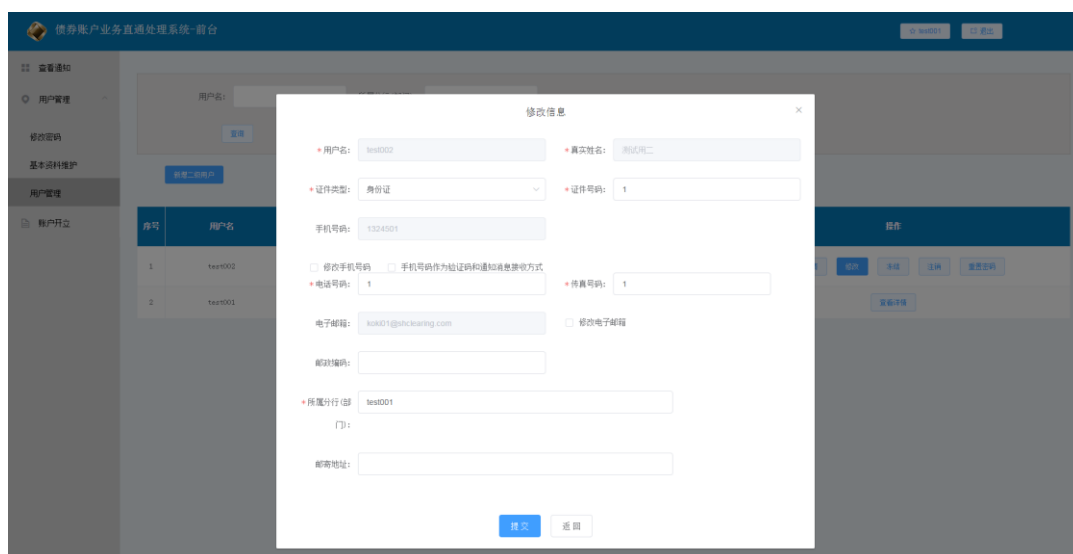 债券账户业务直通处理系统-前台
test001
退出
查看通知
用户管理
修改密码
基本资料维护
用户管理
账户开立
用户名:
查询
新增二级用户
序号 用户名 操作
1 test002 修改 冻结 注销 重置密码
2 test001 查看详情
修改信息
* 用户名: test002 * 真实姓名: 测试用二
* 证件类型: 身份证 * 证件号码: 1
手机号码: 1324501
修改手机号码 手机号码作为验证码和通知消息接收方式
* 电话号码: 1 * 传真号码: 1
电子邮箱: koki01@shclearing.com 修改电子邮箱
邮政编码:
* 所属分行(部
门):
test001
邮寄地址:
提交 返回